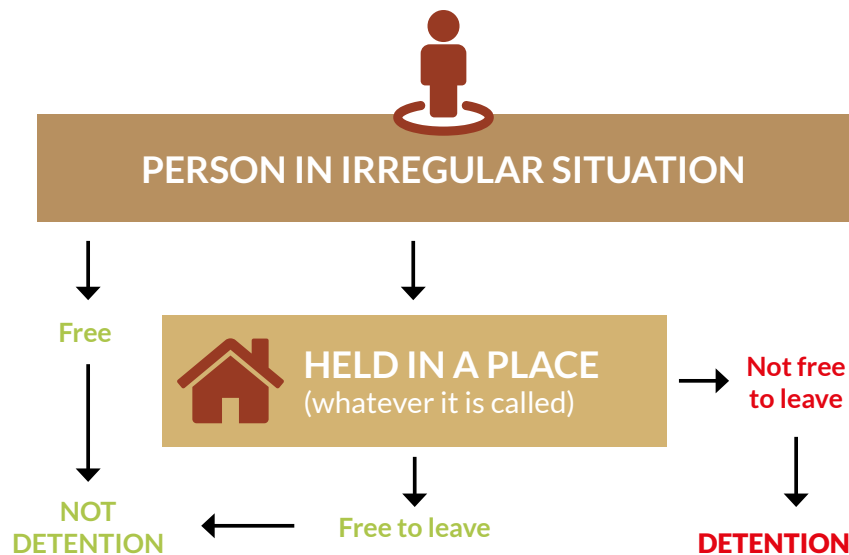 PERSON IN IRREGULAR SITUATION
Free
HELD IN A PLACE
(whatever it is called)
Not free
to leave
NOT
DETENTION
Free to leave
DETENTION